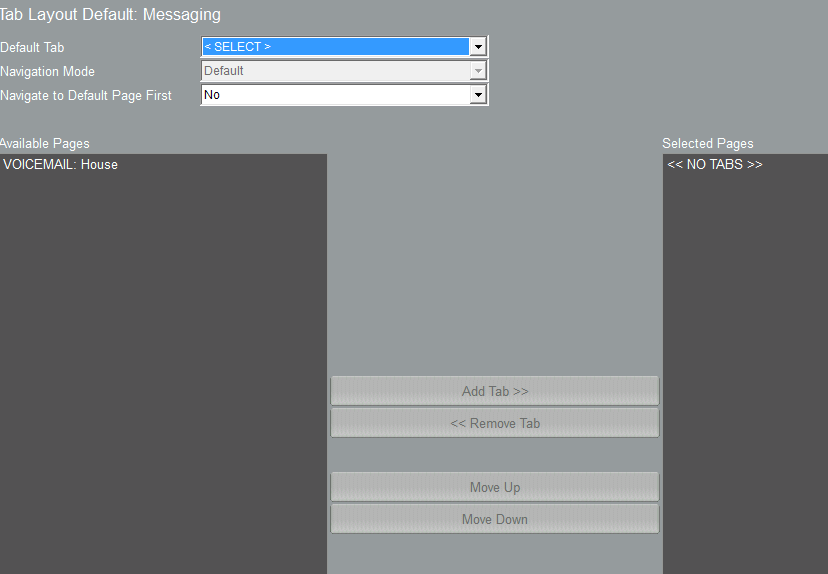 Tab Layout Default: Messaging
Default Tab
< SELECT >
Navigation Mode
Default
Navigate to Default Page First
No
Available Pages
Selected Pages
VOICEMAIL: House
<< NO TABS >>
Add Tab >>
<< Remove Tab
Move Up
Move Down